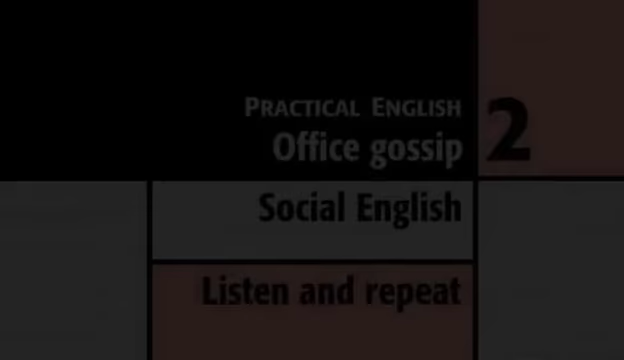 PRACTICAL ENGLISH
Office gossip
2
Social English
Listen and repeat